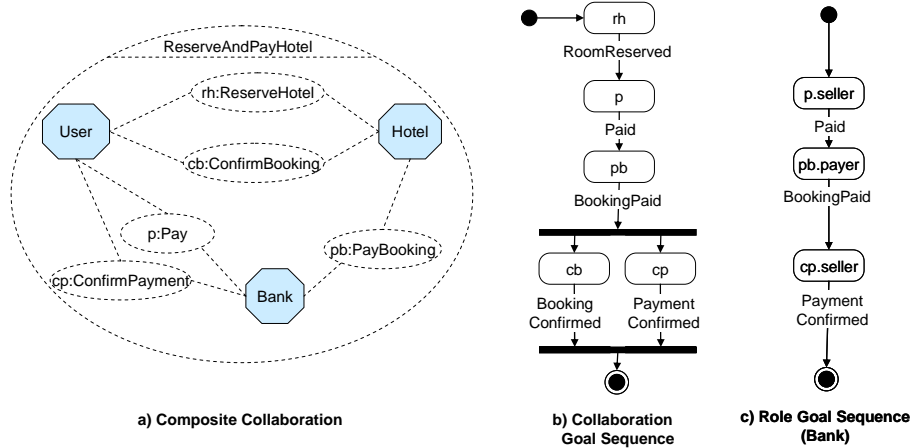 ReserveAndPayHotel
rh:ReserveHotel
User
Hotel
cb:ConfirmBooking
p:Pay
pb:PayBooking
cp:ConfirmPayment
Bank
a) Composite Collaboration
rh
RoomReserved
p
Paid
pb
BookingPaid
cb
cp
Booking
Confirmed
Payment
Confirmed
b) Collaboration
Goal Sequence
p.seller
Paid
pb.payer
BookingPaid
cp.seller
Payment
Confirmed
c) Role Goal Sequence
(Bank)